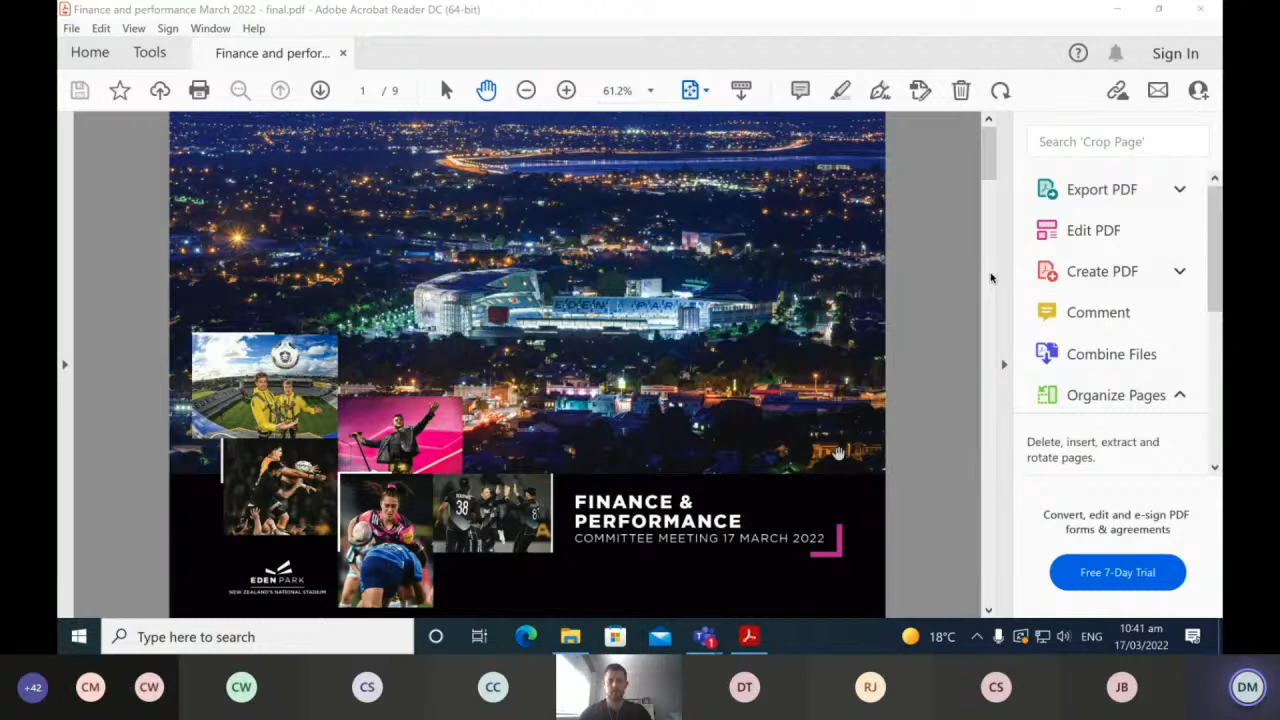 Finance and performance March 2022 - final.pdf - Adobe Acrobat Reader DC (64-bit)
File Edit View Sign Window Help
Home Tools Finance and perfor... × Sign In
1 / 9 61.2%
Search 'Crop Page'
Export PDF
Edit PDF
Create PDF
Comment
Combine Files
Organize Pages
Delete, insert, extract and
rotate pages.
Convert, edit and e-sign PDF
forms & agreements
Free 7-Day Trial
EDEN PARK
38
FINANCE &
PERFORMANCE
COMMITTEE MEETING 17 MARCH 2022
EDEN PARK
NEW ZEALAND'S NATIONAL STADIUM
Type here to search
1
18°C
ENG
10:41 am
17/03/2022
+42 CM CW CW CS CC DT RJ CS JB DM